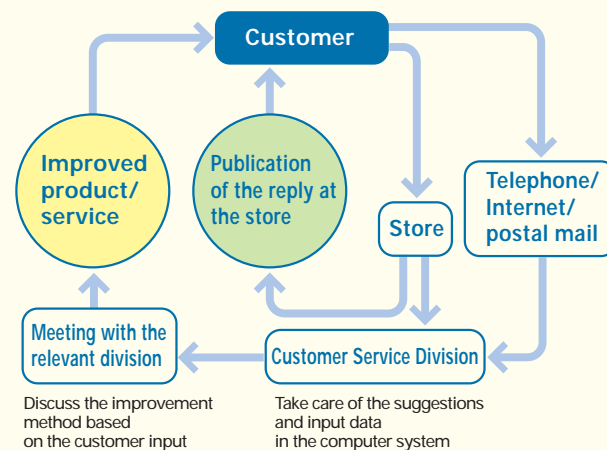 Customer
Improved
product/
service
Publication
of the reply at
the store
Store
Telephone/
Internet/
postal mail
Meeting with the
relevant division
Customer Service Division
Discuss the improvement
method based
on the customer input
Take care of the suggestions
and input data
in the computer system